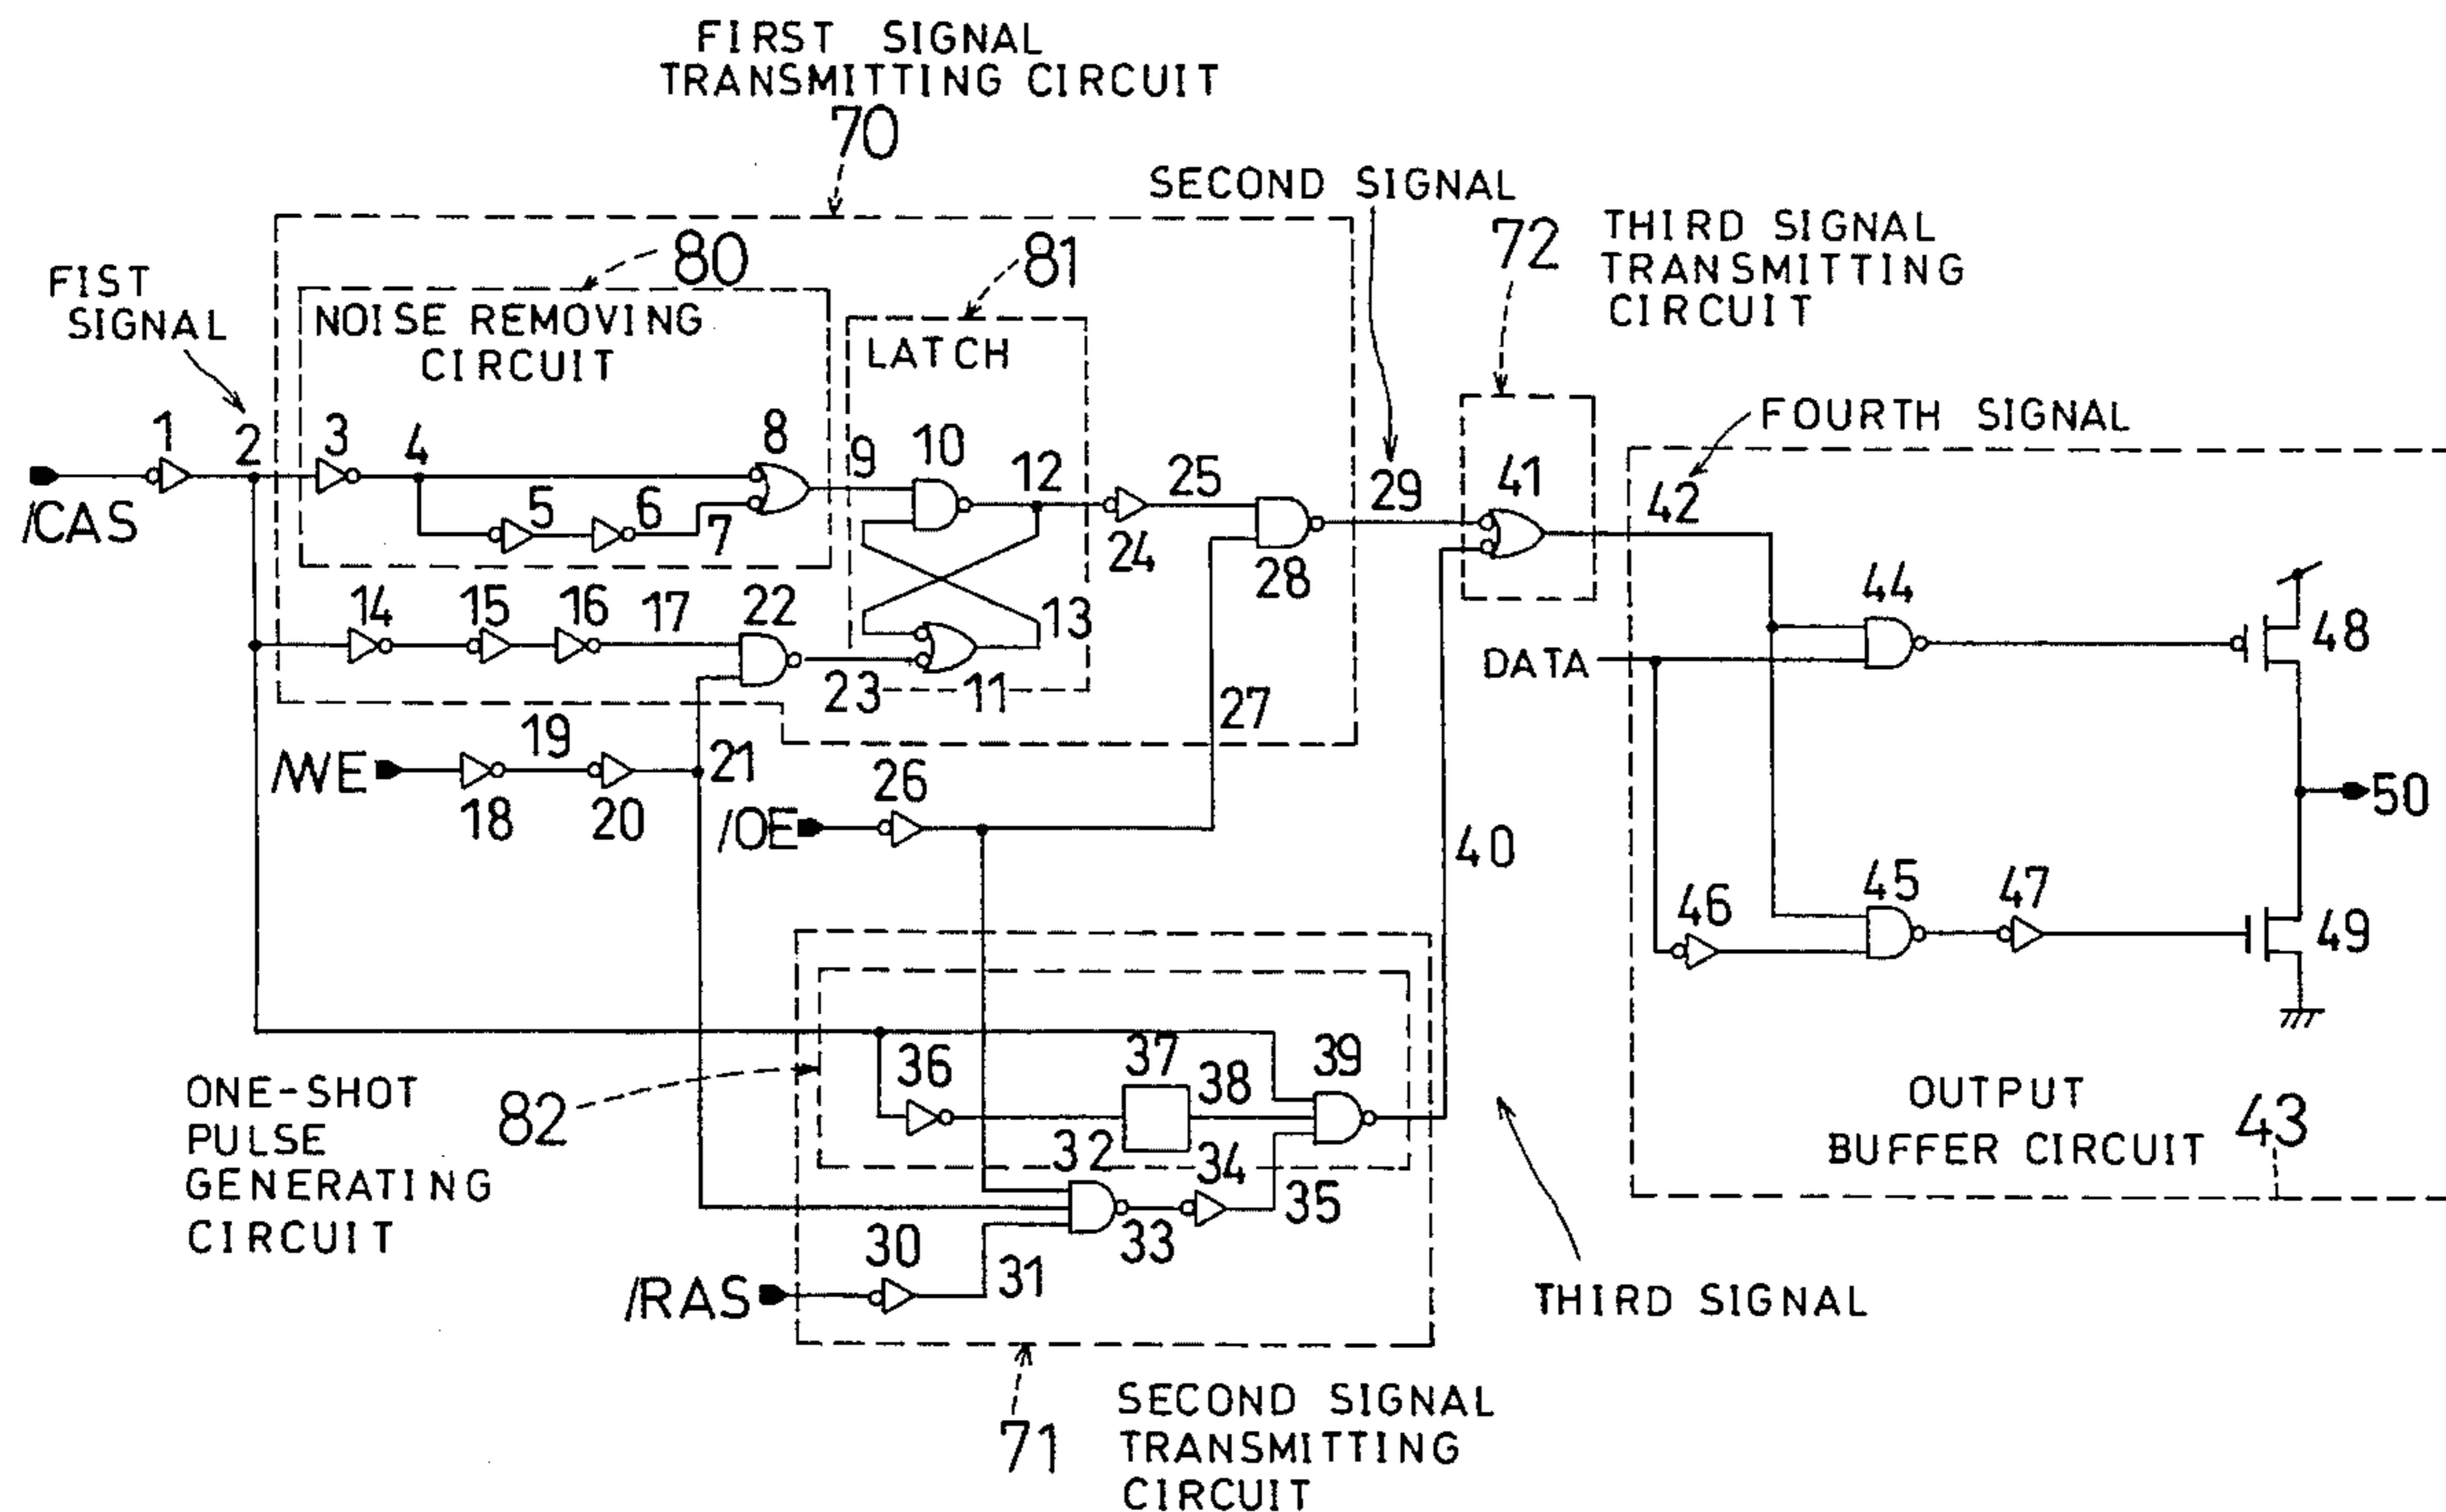 FIRST SIGNAL
TRANSMITTING CIRCUIT
70
SECOND SIGNAL
72
THIRD SIGNAL
TRANSMITTING
CIRCUIT
FIST
SIGNAL
80
81
NOISE REMOVING
CIRCUIT
LATCH
FOURTH SIGNAL
1
2
3
4
5
6
7
8
9
10
12
25
24
28
29
41
42
/CAS
14
15
16
17
22
23
11
13
27
44
48
DATA
/WE
18
19
20
21
/OE
26
40
50
46
45
47
49
ONE-SHOT
PULSE
GENERATING
CIRCUIT
82
36
37
38
39
32
34
33
35
/RAS
30
31
OUTPUT
BUFFER CIRCUIT
43
THIRD SIGNAL
71
SECOND SIGNAL
TRANSMITTING
CIRCUIT